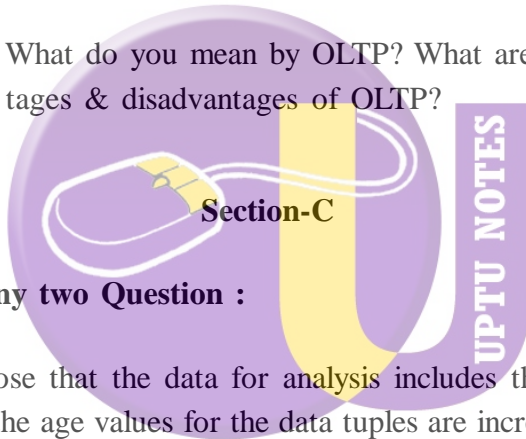 What do you mean by OLTP? What are
tages & disadvantages of OLTP?
Section-C
ny two Question :
ose that the data for analysis includes th
he age values for the data tuples are incr
UPTU NOTES